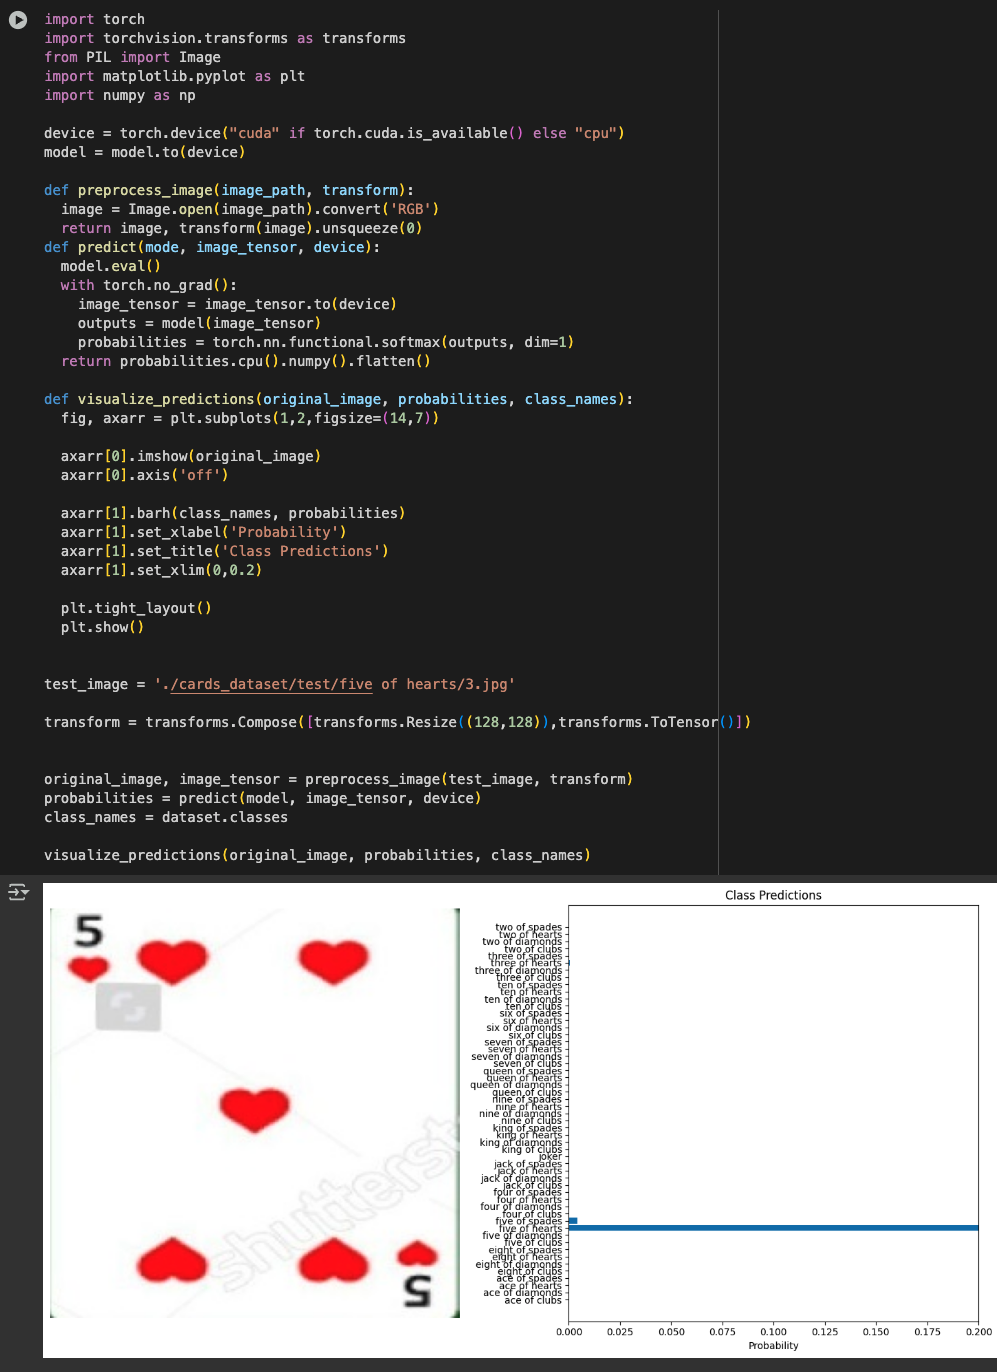 import torch
import torchvision.transforms as transforms
from PIL import Image
import matplotlib.pyplot as plt
import numpy as np
device = torch.device("cuda" if torch.cuda.is_available() else "cpu")
model = model.to(device)
def preprocess_image(image_path, transform):
image = Image.open(image_path).convert('RGB')
return image, transform(image).unsqueeze(0)
def predict(mode, image_tensor, device):
model.eval()
with torch.no_grad():
image_tensor = image_tensor.to(device)
outputs = model(image_tensor)
probabilities = torch.nn.functional.softmax(outputs, dim=1)
return probabilities.cpu().numpy().flatten()
def visualize_predictions(original_image, probabilities, class_names):
fig, axarr = plt.subplots(1,2,figsize=(14,7))
axarr[0].imshow(original_image)
axarr[0].axis('off')
axarr[1].barh(class_names, probabilities)
axarr[1].set_xlabel('Probability')
axarr[1].set_title('Class Predictions')
axarr[1].set_xlim(0,0.2)
plt.tight_layout()
plt.show()
test_image = './cards_dataset/test/five of hearts/3.jpg'
transform = transforms.Compose([transforms.Resize((128,128)),transforms.ToTensor()])
original_image, image_tensor = preprocess_image(test_image, transform)
probabilities = predict(model, image_tensor, device)
class_names = dataset.classes
visualize_predictions(original_image, probabilities, class_names)
5
shutterst
5
Class Predictions
two of spades
two of hearts
two of diamonds
two of clubs
three of spades
three of hearts
three of diamonds
three of clubs
ten of spades
ten of hearts
ten of diamonds
ten of clubs
six of spades
six of hearts
six of diamonds
six of clubs
seven of spades
seven of hearts
seven of diamonds
seven of clubs
queen of spades
queen of hearts
queen of diamonds
queen of clubs
nine of spades
nine of hearts
nine of diamonds
nine of clubs
king of spades
king of hearts
king of diamonds
king of clubs
joker
jack of spades
jack of hearts
jack of diamonds
jack of clubs
four of spades
four of hearts
four of diamonds
four of clubs
five of spades
five of hearts
five of diamonds
five of clubs
eight of spades
eight of hearts
eight of diamonds
eight of clubs
ace of spades
ace of hearts
ace of diamonds
ace of clubs
0.000 0.025 0.050 0.075 0.100 0.125 0.150 0.175 0.200
Probability